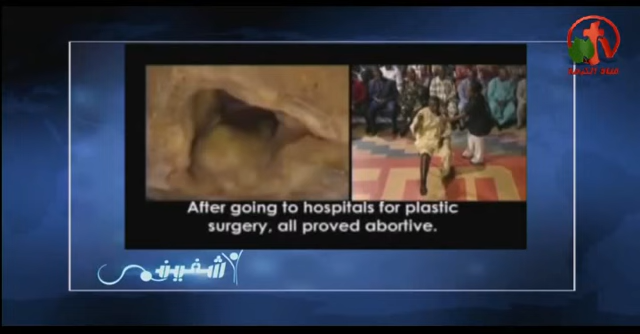 After going to hospitals for plastic
surgery, all proved abortive.